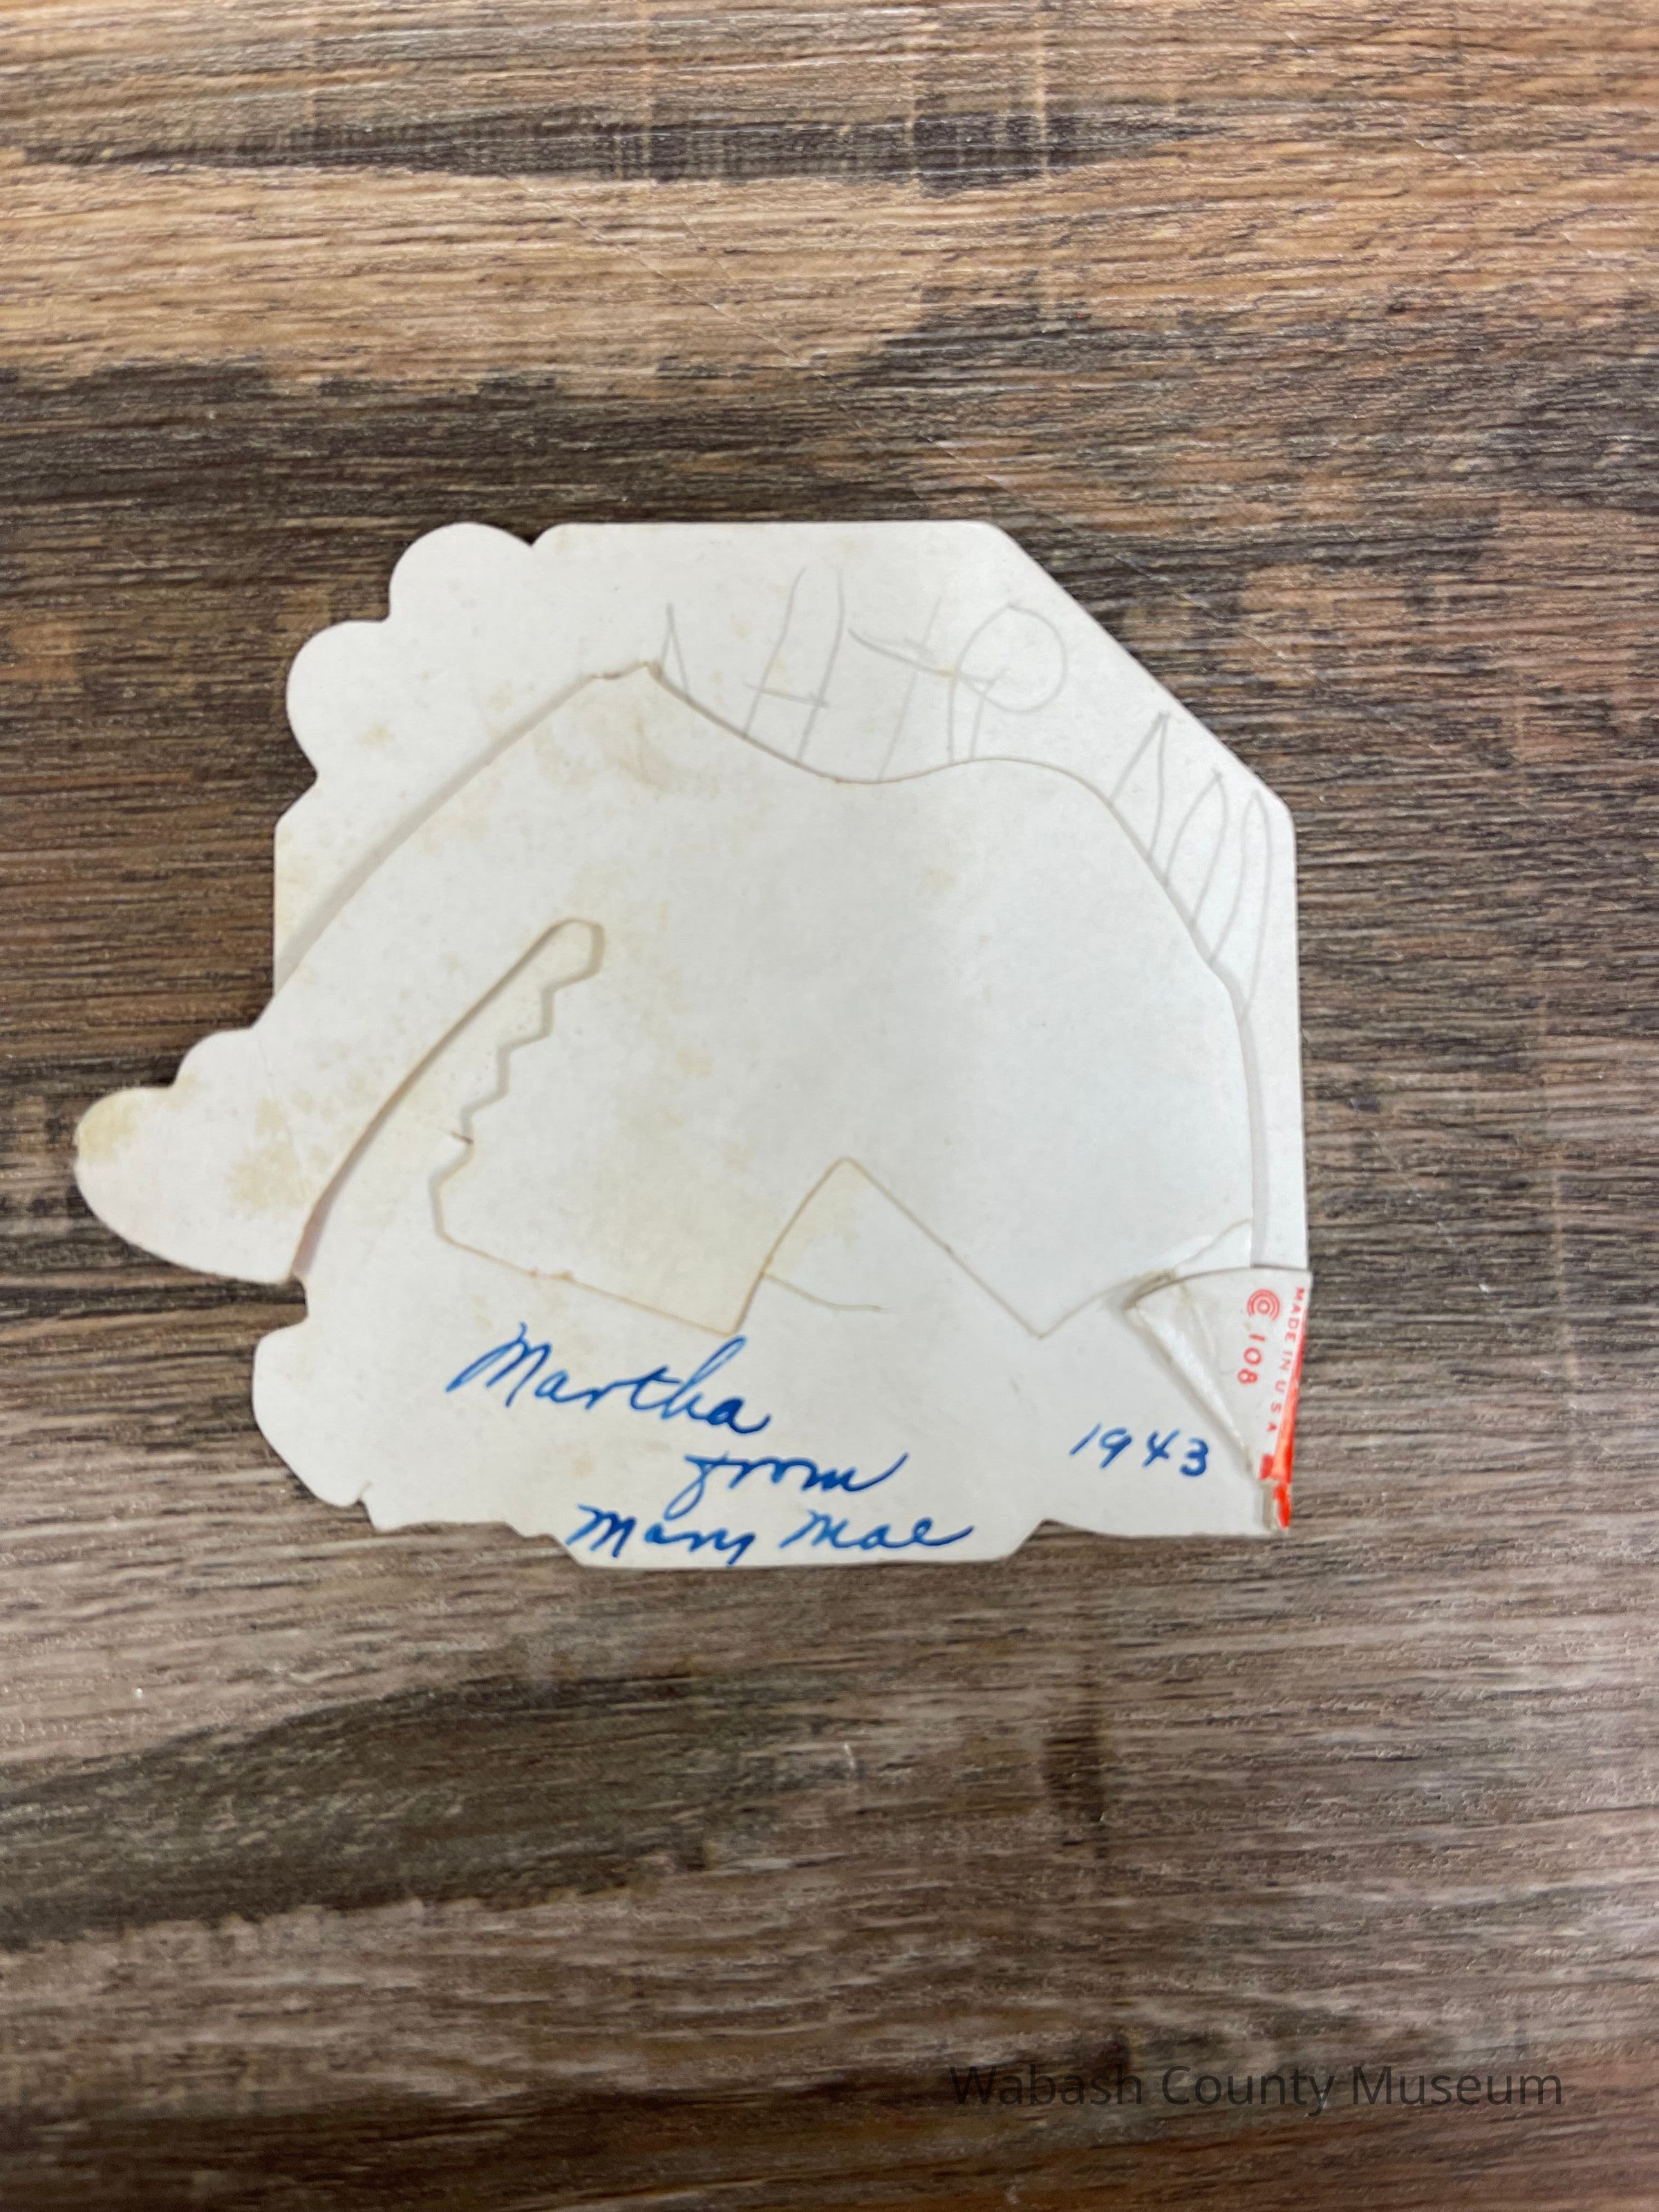 Martha
from
Mary Mae
1943
MADE IN U S A
© 108
Wabash County Museum